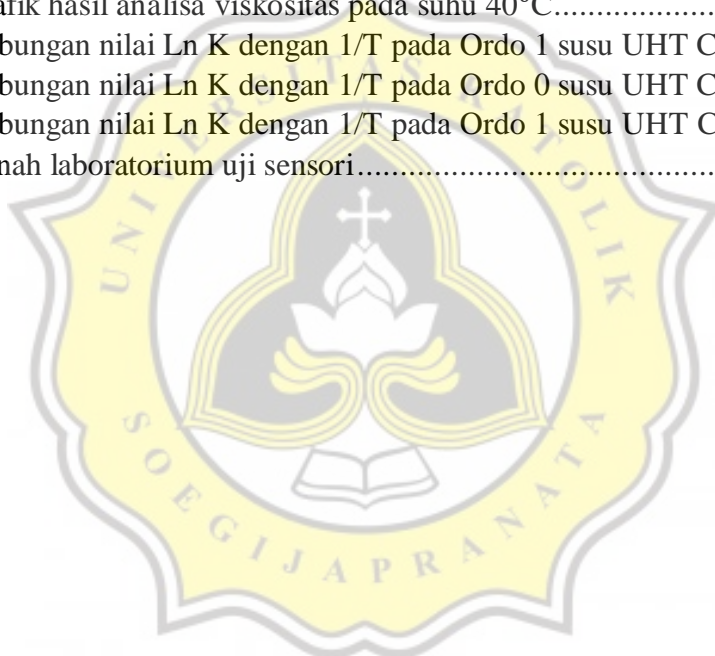 afik hasil analisa viskositas pada suhu 40°C....................
bungan nilai Ln K dengan 1/T pada Ordo 1 susu UHT C
bungan nilai Ln K dengan 1/T pada Ordo 0 susu UHT C
bungan nilai Ln K dengan 1/T pada Ordo 1 susu UHT C
nah laboratorium uji sensori..............................................
UNIVERSITAS KATOLIK
SOEGIJAPRANATA